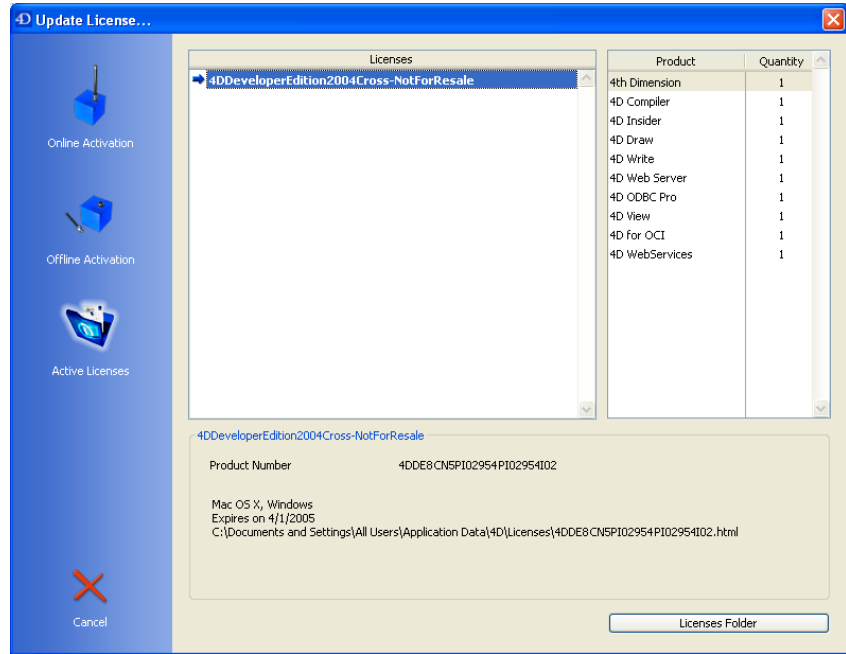 4D Update License...
Licenses
4DDeveloperEdition2004Cross-NotForResale
Product Quantity
4th Dimension 1
4D Compiler 1
4D Insider 1
4D Draw 1
4D Write 1
4D Web Server 1
4D ODBC Pro 1
4D View 1
4D for OCI 1
4D WebServices 1
Online Activation
Offline Activation
Active Licenses
Cancel
4DDeveloperEdition2004Cross-NotForResale
Product Number 4DDE8CN5PI02954PI02954I02
Mac OS X, Windows
Expires on 4/1/2005
C:\Documents and Settings\All Users\Application Data\4D\Licenses\4DDE8CN5PI02954PI02954I02.html
Licenses Folder